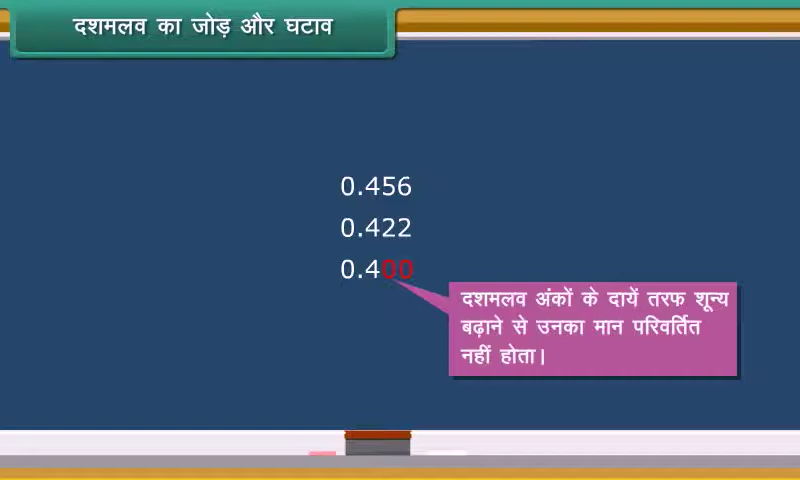 दशमलव का जोड़ और घटाव
0.456
0.422
0.400
दशमलव अंकों के दायें तरफ शून्य
बढ़ाने से उनका मान परिवर्तित
नहीं होता।